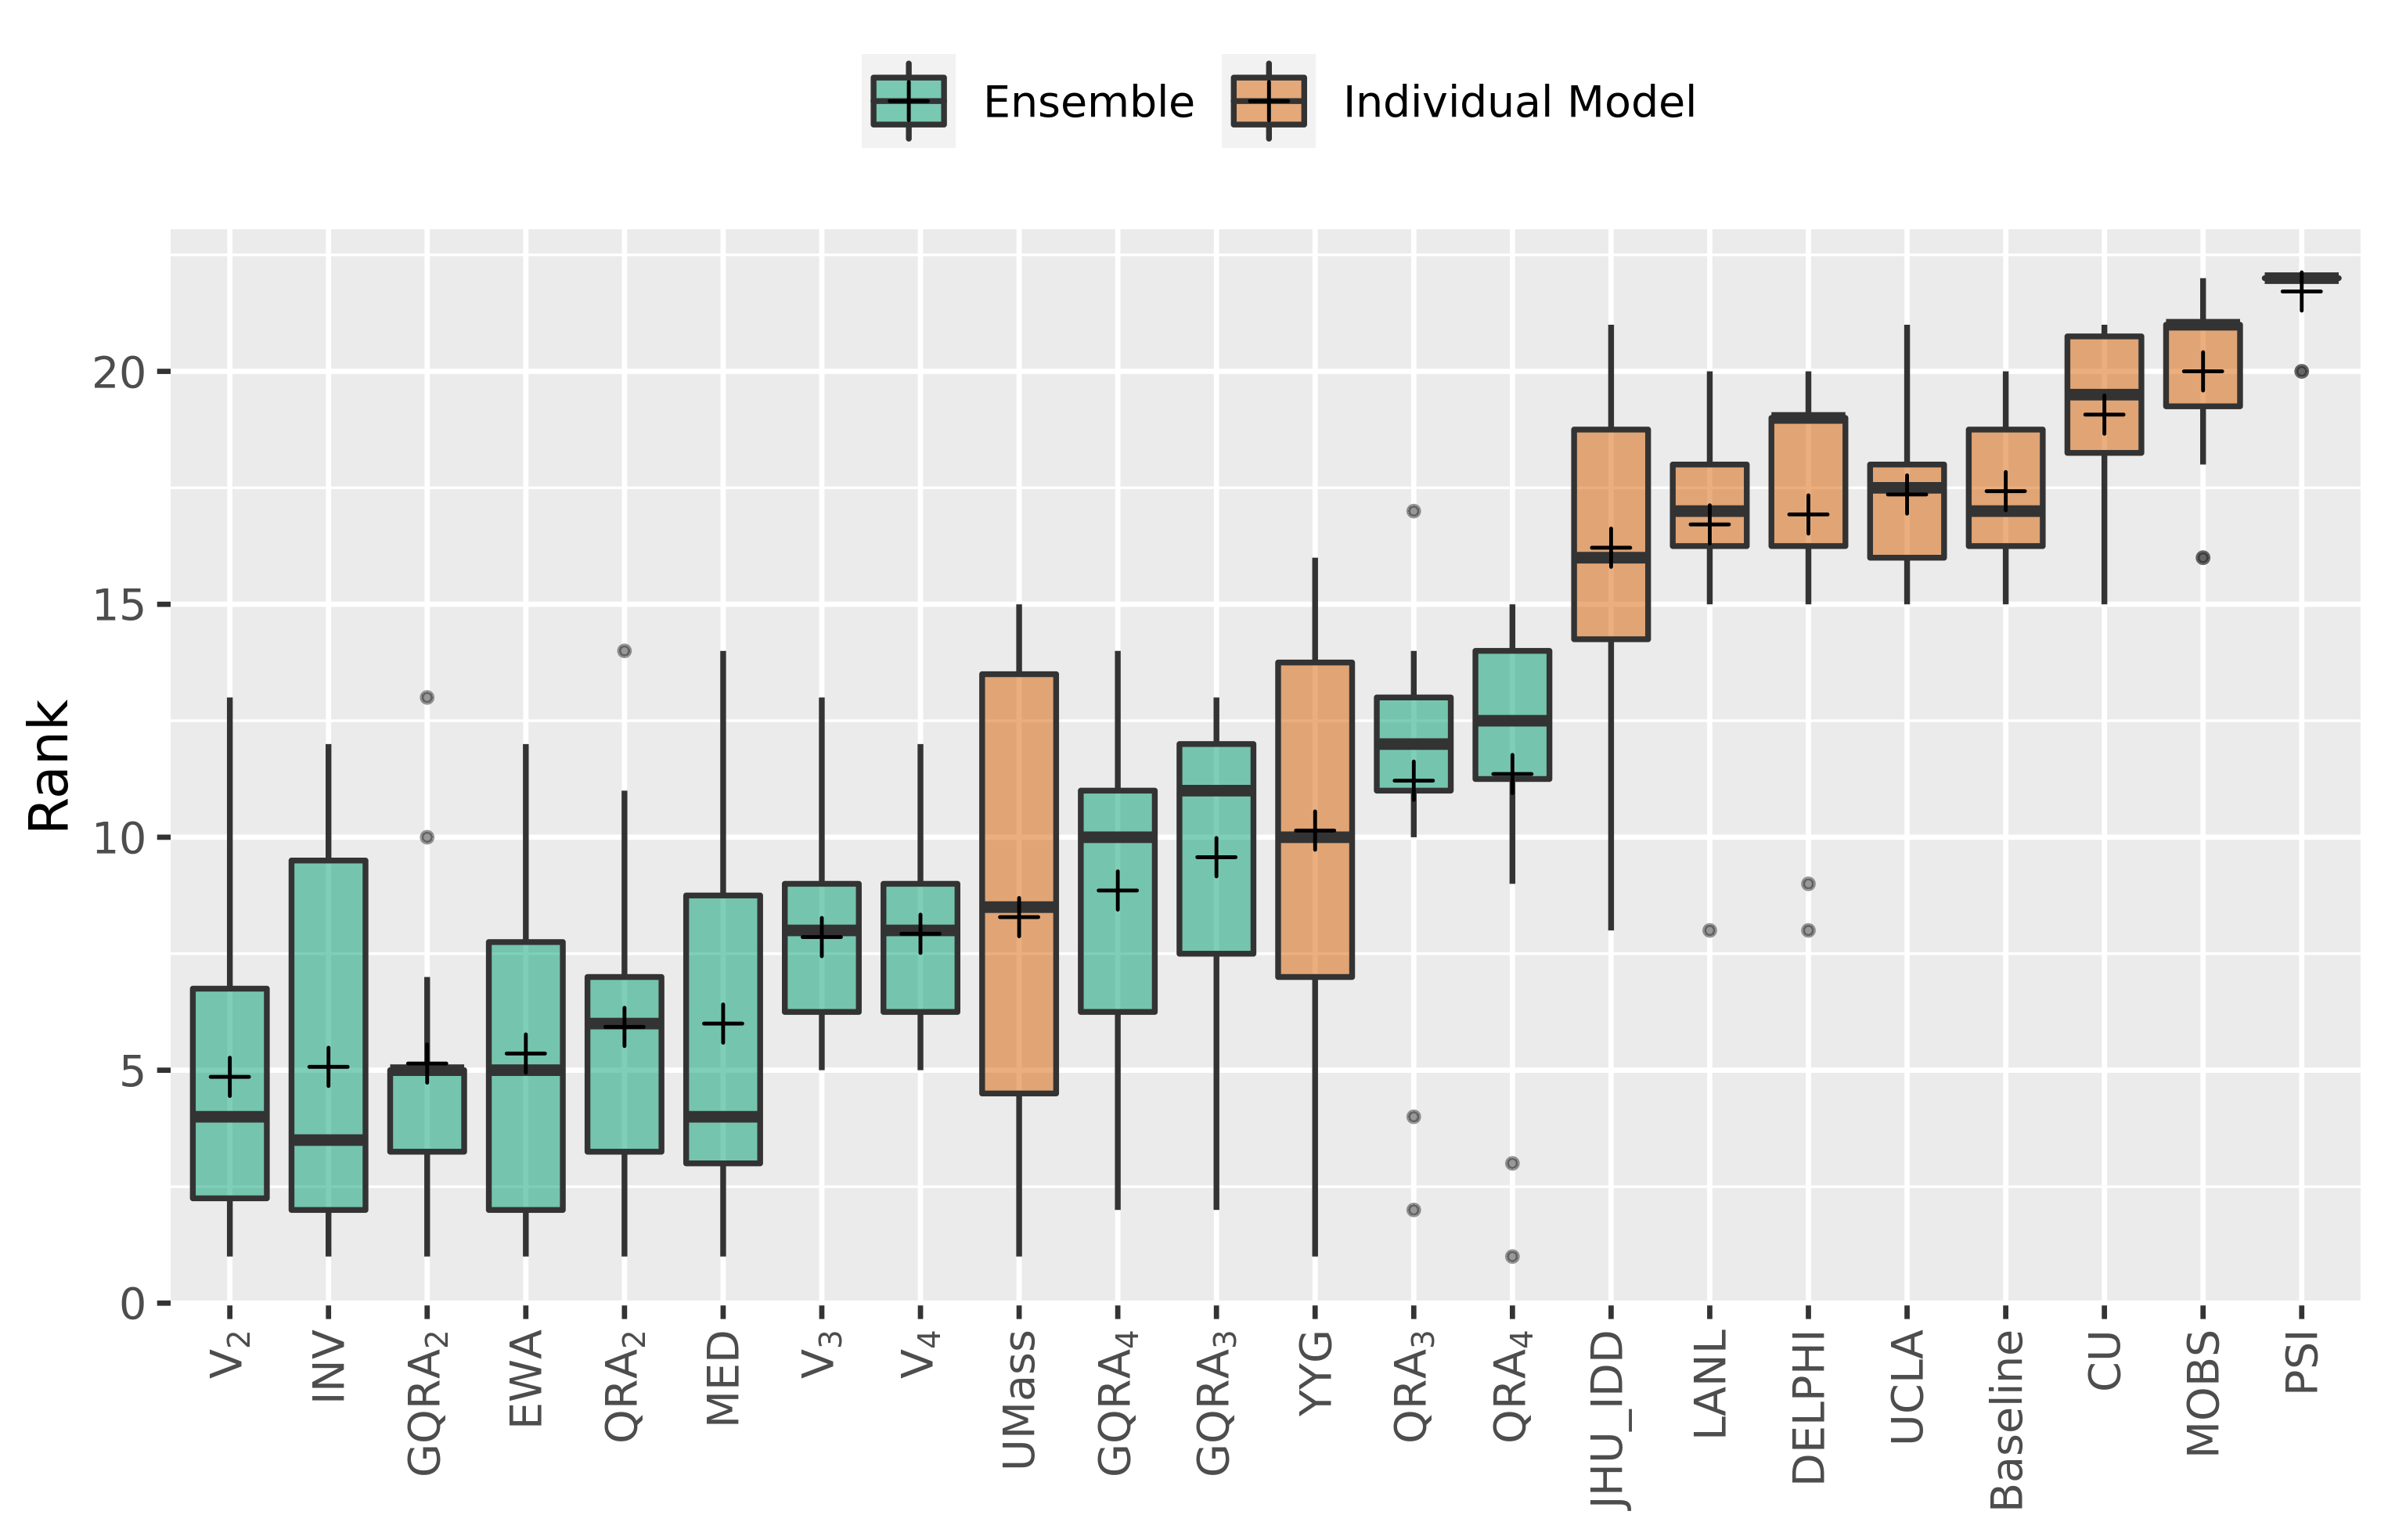 Ensemble Individual Model
Rank
20
15
10
5
0
V₂ INV GQRA₂ EWA QRA₂ MED V₃ V₄ UMass GQRA₄ GQRA₃ YYG QRA₃ QRA₄ JHU_IDD LANL DELPHI UCLA Baseline CU MOBS PSI